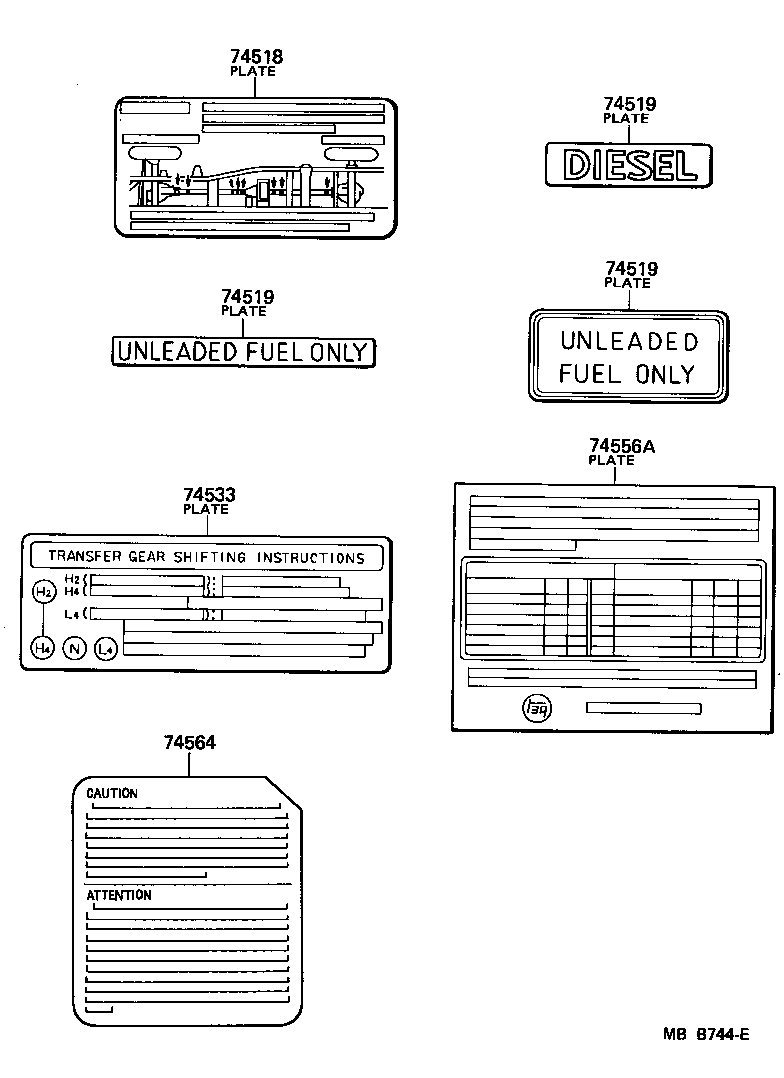 74518
PLATE
74519
PLATE
DIESEL
74519
PLATE
UNLEADED FUEL ONLY
74519
PLATE
UNLEADED
FUEL ONLY
74533
PLATE
TRANSFER GEAR SHIFTING INSTRUCTIONS
H2
H4
L4
H2
H4
N
L4
74556A
PLATE
74564
CAUTION
ATTENTION
MB 8744-E